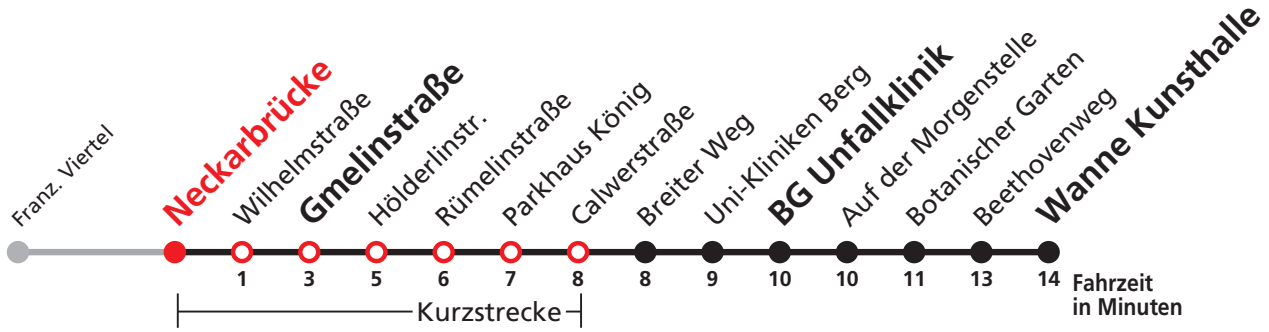 Franz. Viertel
Neckarbrücke
Wilhelmstraße
Gmelinstraße
Hölderlinstr.
Rümelinstraße
Parkhaus König
Calwerstraße
Breiter Weg
Uni-Kliniken Berg
BG Unfallklinik
Auf der Morgenstelle
Botanischer Garten
Beethovenweg
Wanne Kunsthalle
1 3 5 6 7 8 8 9 10 10 11 13 14
Fahrzeit
in Minuten
Kurzstrecke